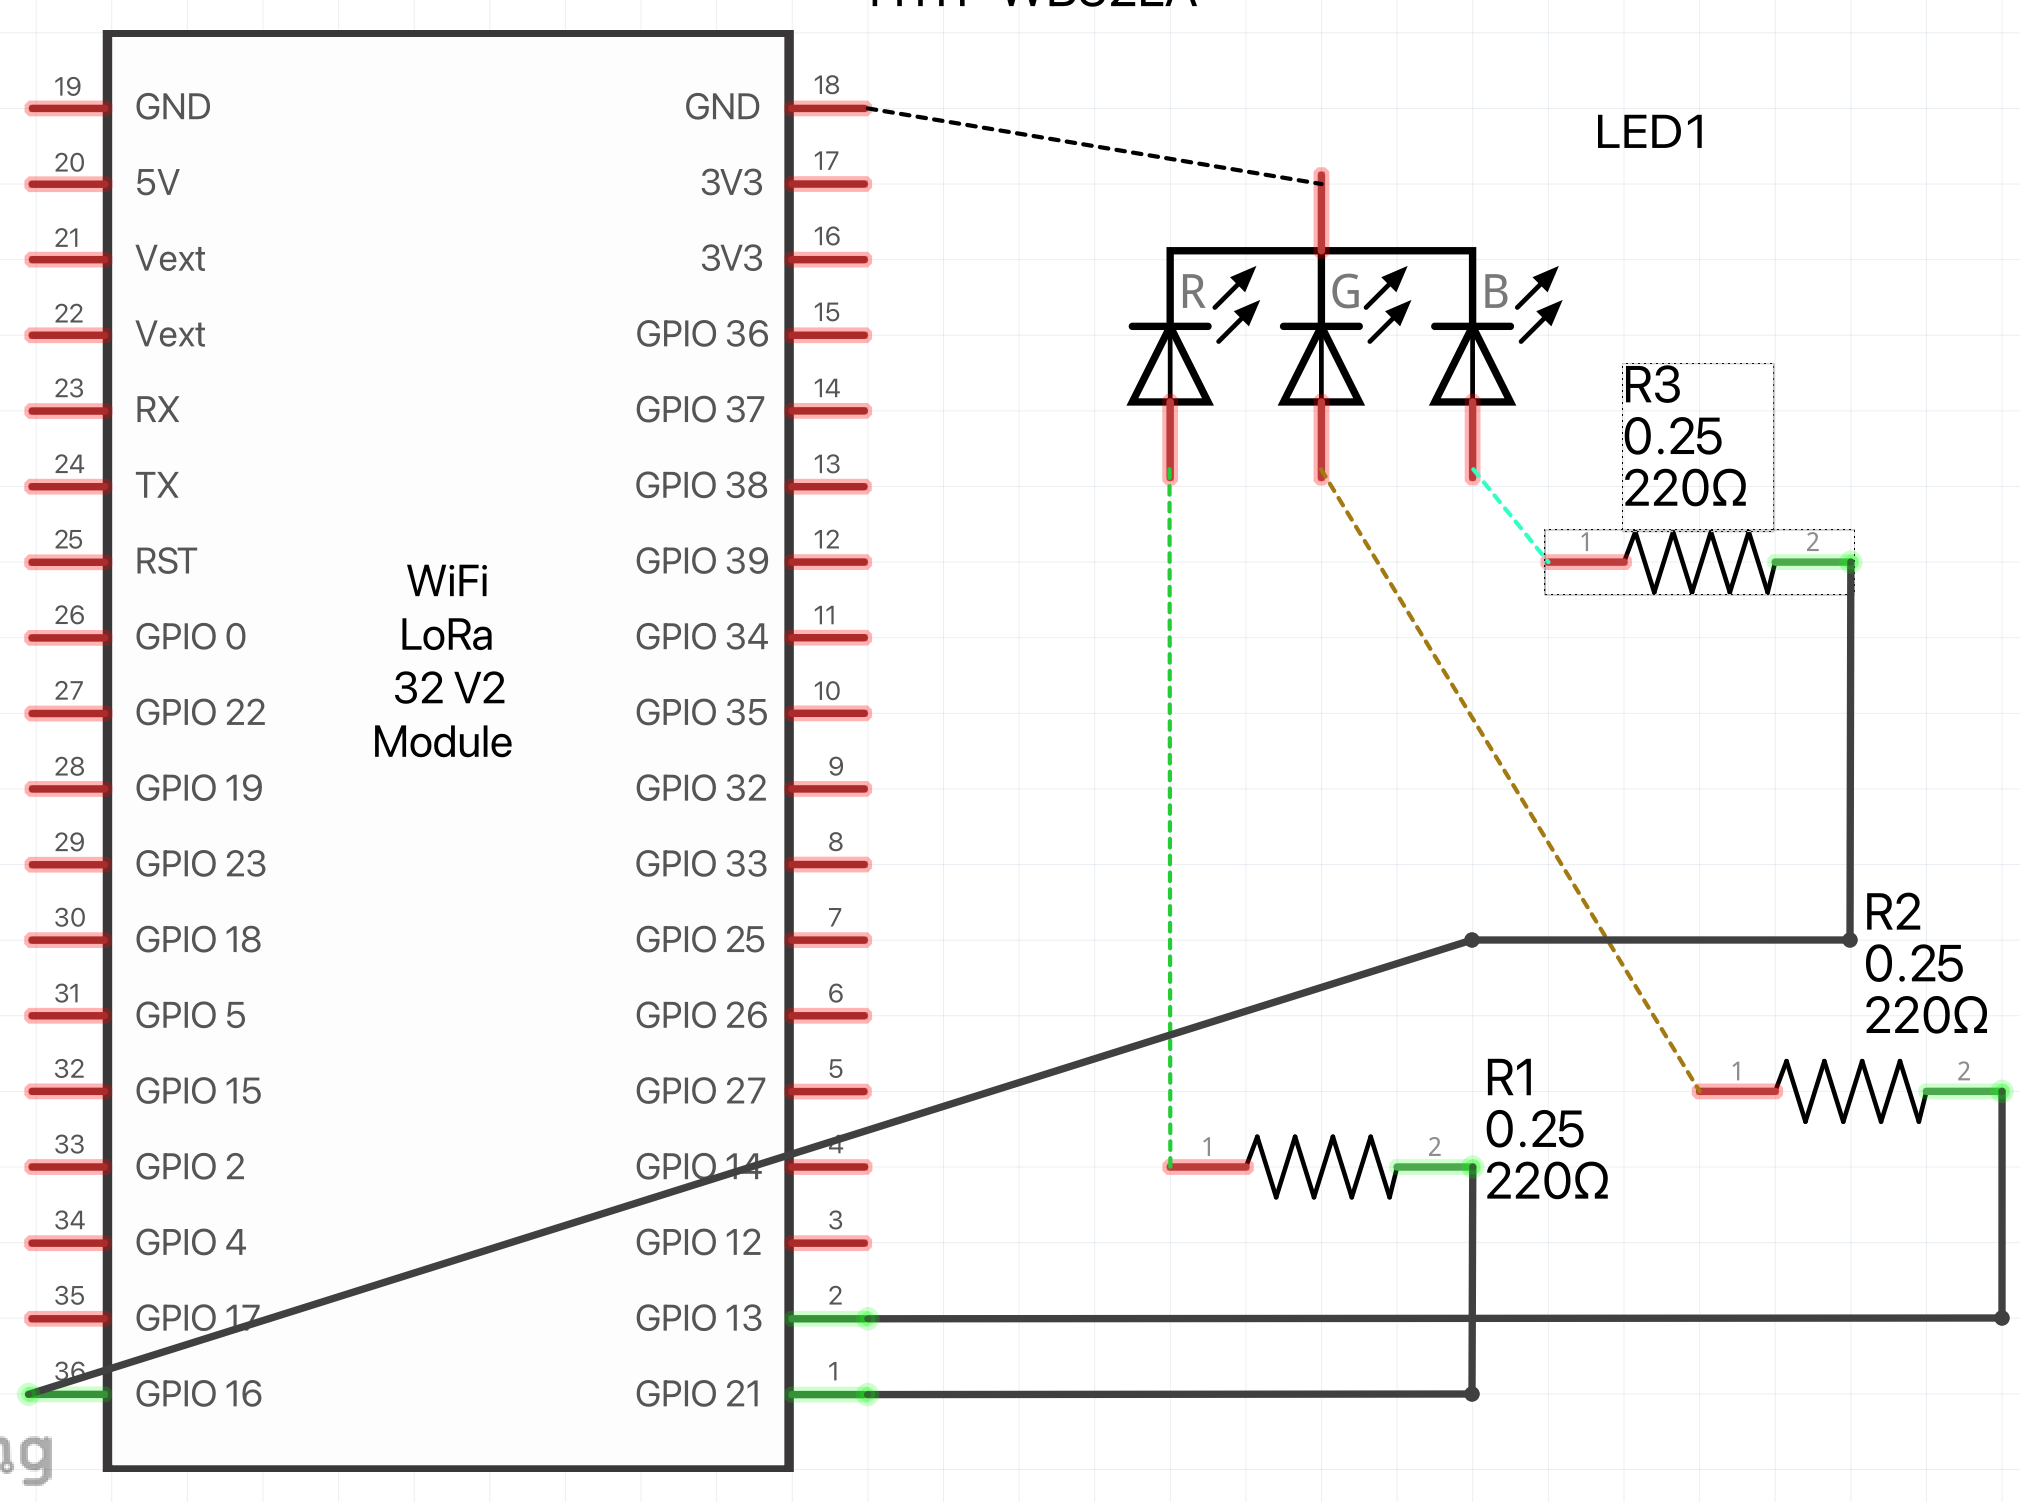 LED1
19
GND
GND
18
20
5V
3V3
17
21
Vext
3V3
16
22
Vext
GPIO 36
15
23
RX
GPIO 37
14
24
TX
GPIO 38
13
25
RST
GPIO 39
12
26
GPIO 0
GPIO 34
11
27
GPIO 22
GPIO 35
10
28
GPIO 19
GPIO 32
9
29
GPIO 23
GPIO 33
8
30
GPIO 18
GPIO 25
7
31
GPIO 5
GPIO 26
6
32
GPIO 15
GPIO 27
5
33
GPIO 2
GPIO 14
4
34
GPIO 4
GPIO 12
3
35
GPIO 17
GPIO 13
2
36
GPIO 16
GPIO 21
1
WiFi
LoRa
32 V2
Module
R
G
B
R3
0.25
220Ω
1
2
R2
0.25
220Ω
1
2
R1
0.25
220Ω
1
2